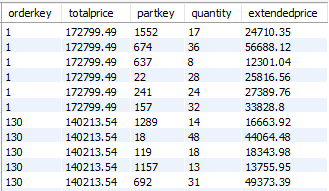 orderkey totalprice partkey quantity extendedprice
1 172799.49 1552 17 24710.35
1 172799.49 674 36 56688.12
1 172799.49 637 8 12301.04
1 172799.49 22 28 25816.56
1 172799.49 241 24 27389.76
1 172799.49 157 32 33828.8
130 140213.54 1289 14 16663.92
130 140213.54 18 48 44064.48
130 140213.54 119 18 18343.98
130 140213.54 1157 13 13755.95
130 140213.54 692 31 49373.39